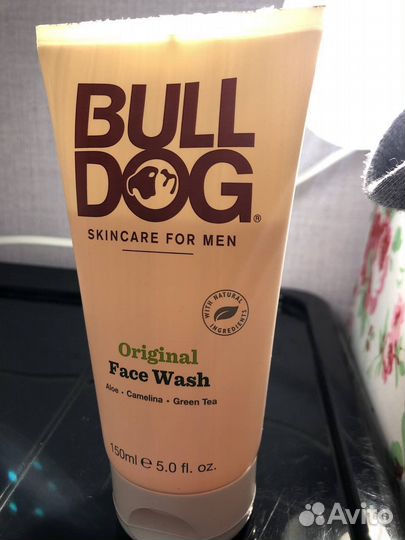 BULL
DOG®
SKINCARE FOR MEN
WITH NATURAL
INGREDIENTS
Original
Face Wash
Aloe • Camelina • Green Tea
150ml ℮ 5.0 fl. oz.
Avito